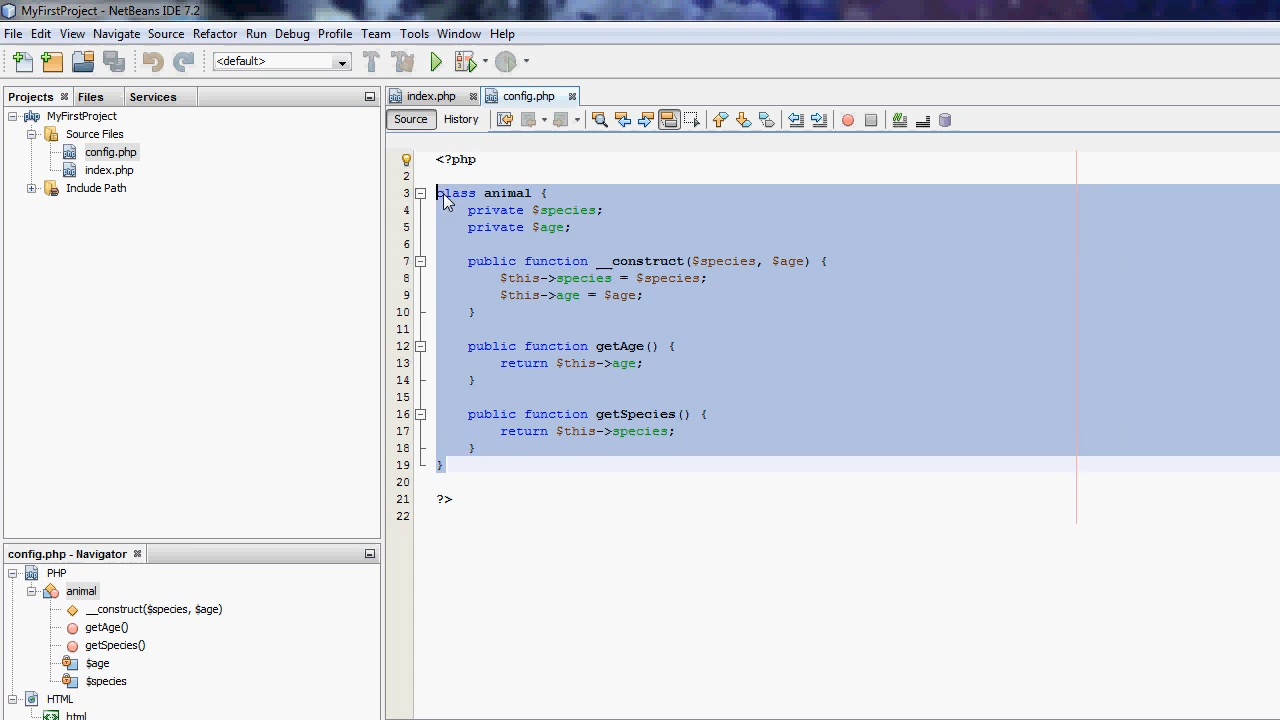 MyFirstProject - NetBeans IDE 7.2
File Edit View Navigate Source Refactor Run Debug Profile Team Tools Window Help
<default>
Projects Files Services
MyFirstProject
Source Files
config.php
index.php
Include Path
config.php - Navigator
PHP
animal
__construct($species, $age)
getAge()
getSpecies()
$age
$species
HTML
html
index.php config.php
Source History
<?php
2
3 class animal {
4 private $species;
5 private $age;
6
7 public function __construct($species, $age) {
8 $this->species = $species;
9 $this->age = $age;
10 }
11
12 public function getAge() {
13 return $this->age;
14 }
15
16 public function getSpecies() {
17 return $this->species;
18 }
19 }
20
21 ?>
22